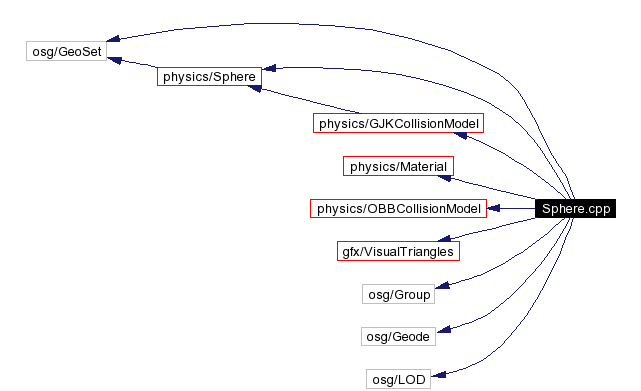 osg/GeoSet
physics/Sphere
physics/GJKCollisionModel
physics/Material
physics/OBBCollisionModel
Sphere.cpp
gfx/VisualTriangles
osg/Group
osg/Geode
osg/LOD